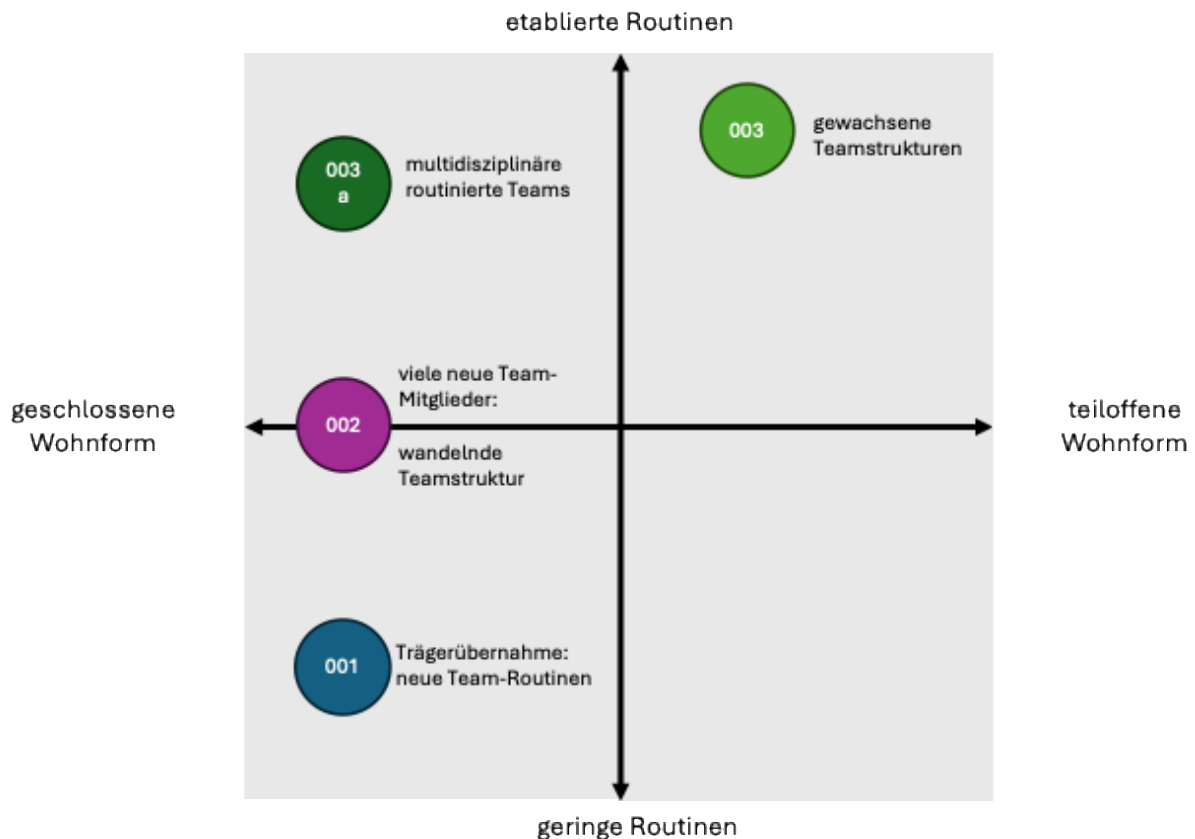 etablierte Routinen
003
gewachsene
Teamstrukturen
003
a
multidisziplinäre
routinierte Teams
geschlossene
Wohnform
002
viele neue Team-
Mitglieder:
wandelnde
Teamstruktur
teiloffene
Wohnform
001
Trägerübernahme:
neue Team-Routinen
geringe Routinen